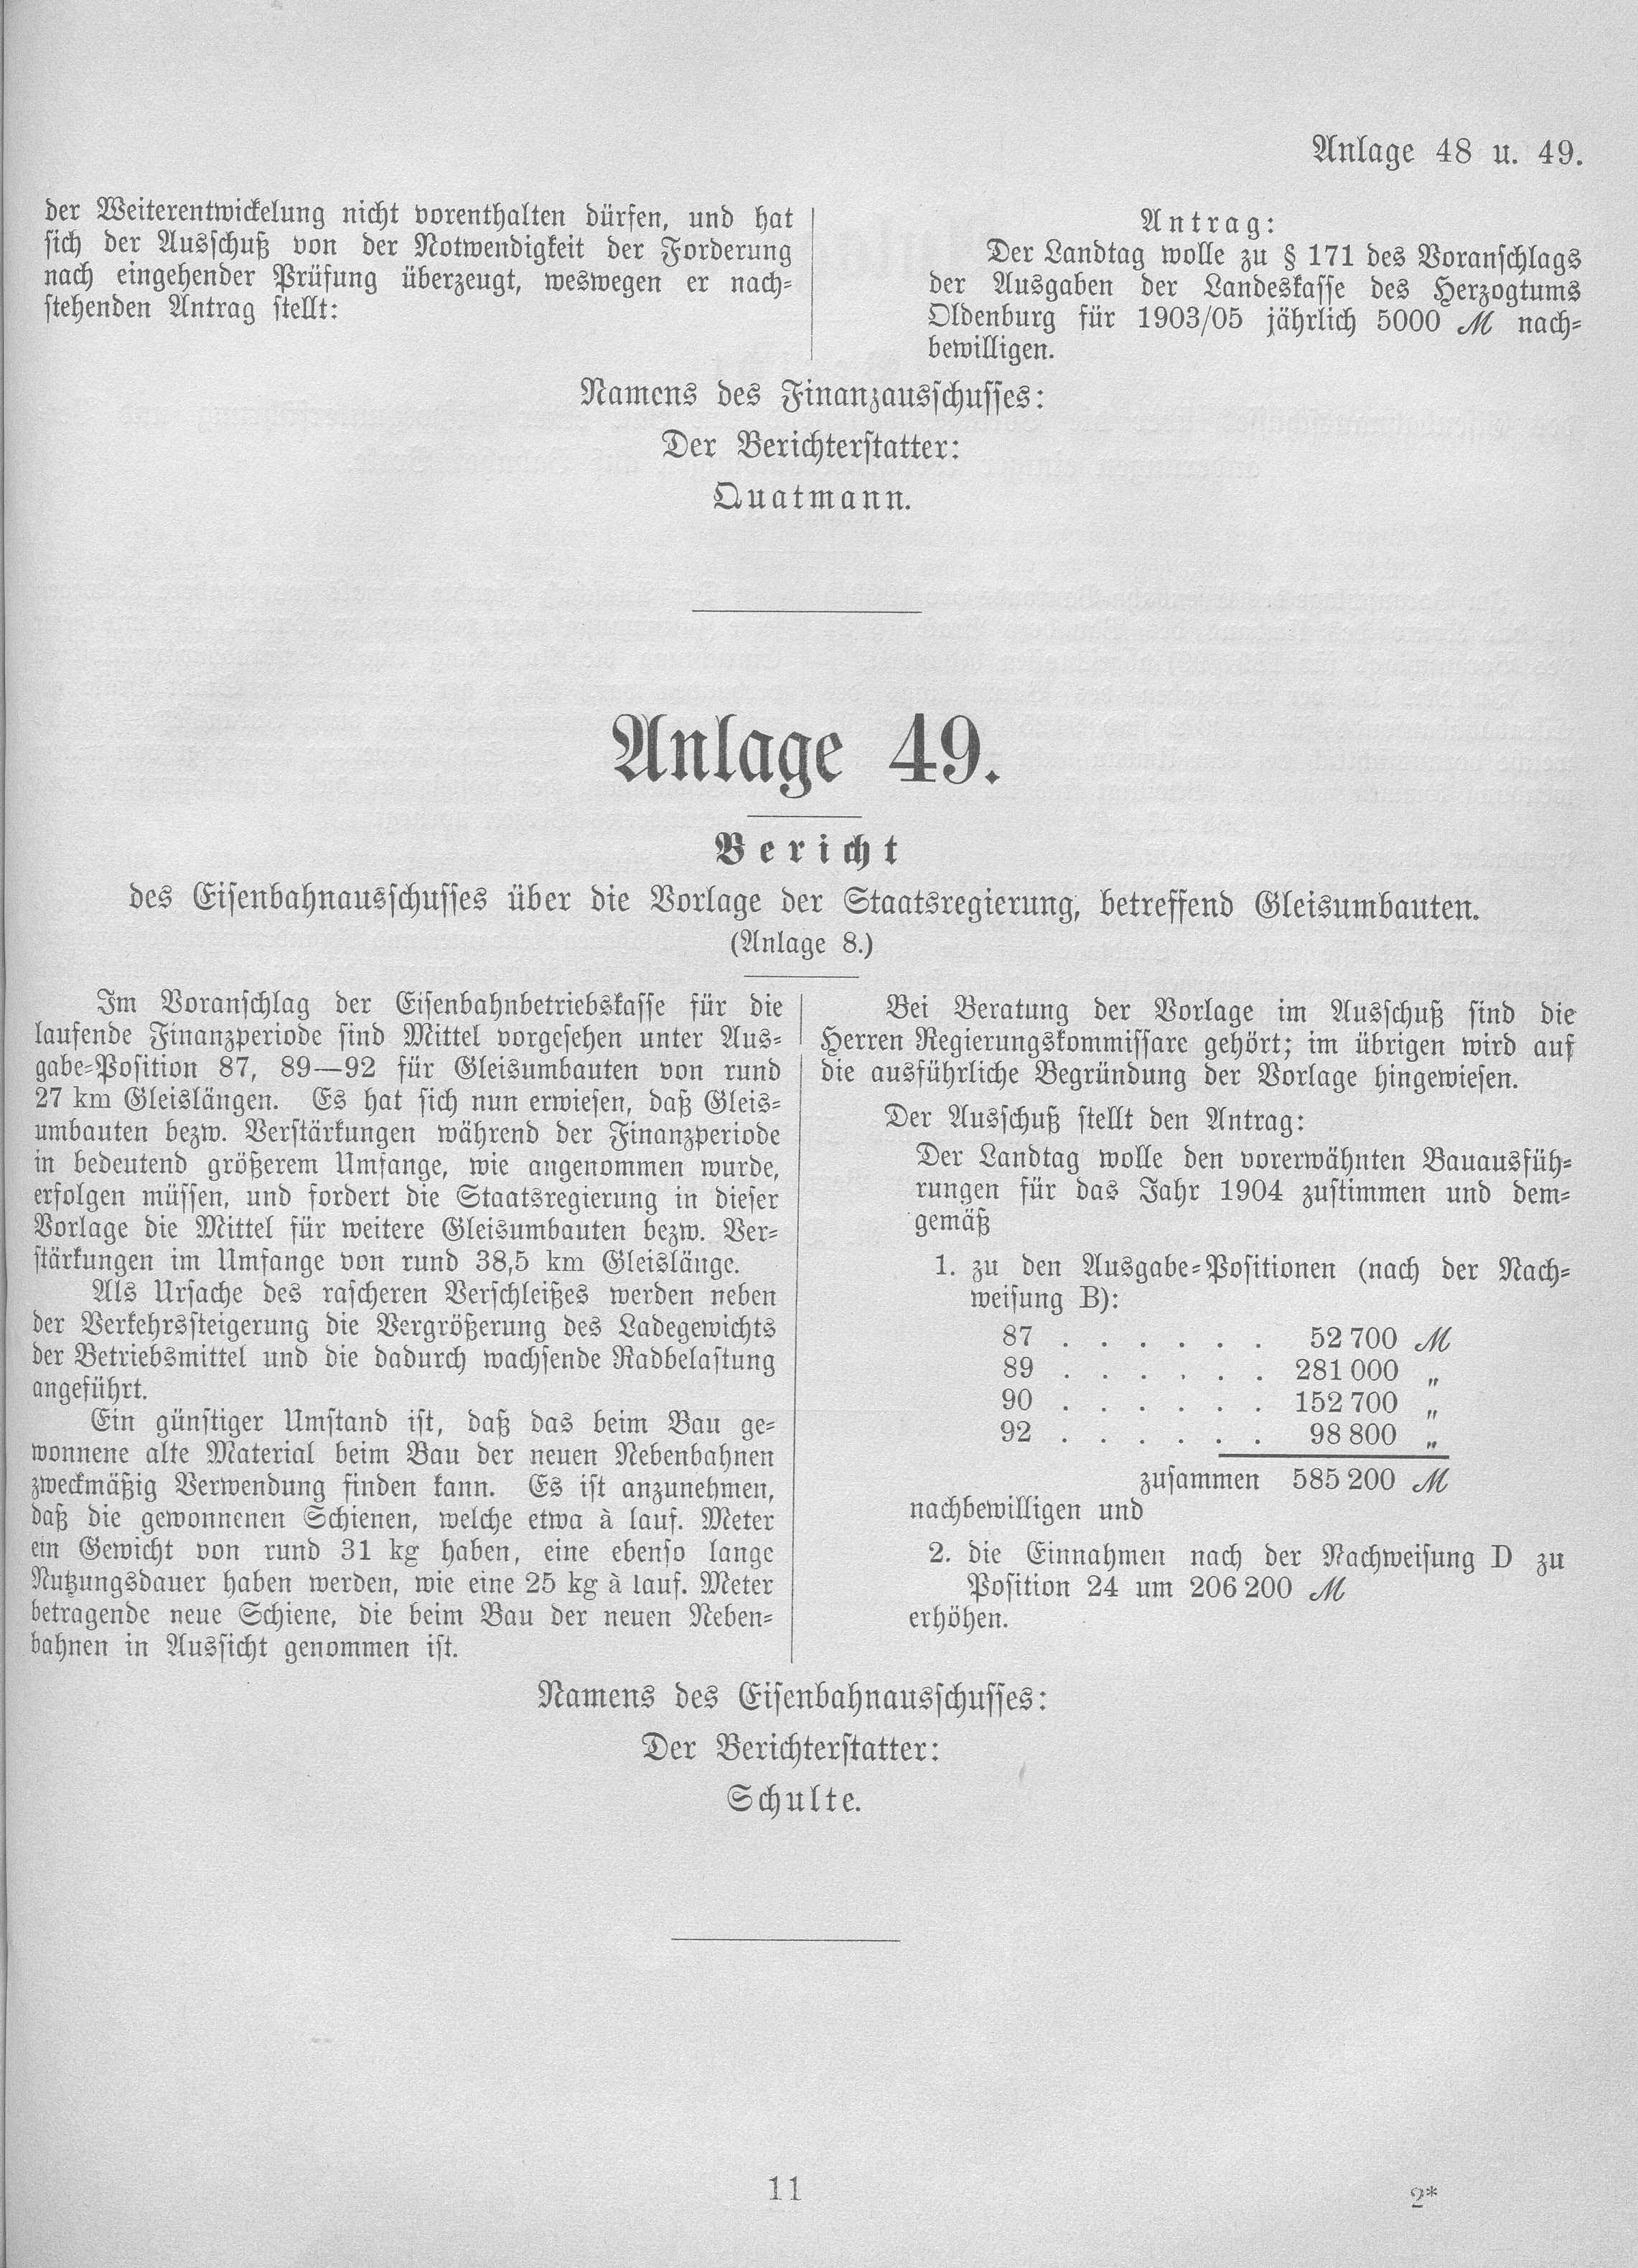 Anlage 48 u. 49.
der Weiterentwickelung nicht vorenthalten dürfen, und hat
sich der Ausschuß von der Notwendigkeit der Forderung
nach eingehender Prüfung überzeugt, weswegen er nach-
stehenden Antrag stellt:
Antrag:
Der Landtag wolle zu § 171 des Voranschlags
der Ausgaben der Landeskasse des Herzogtums
Oldenburg für 1903/05 jährlich 5000 ℳ nach-
bewilligen.
Namens des Finanzausschusses:
Der Berichterstatter:
Quatmann.
Anlage 49.
Bericht
des Eisenbahnausschusses über die Vorlage der Staatsregierung, betreffend Gleisumbauten.
(Anlage 8.)
Im Voranschlag der Eisenbahnbetriebskasse für die
laufende Finanzperiode sind Mittel vorgesehen unter Aus-
gabe-Position 87, 89—92 für Gleisumbauten von rund
27 km Gleislängen. Es hat sich nun erwiesen, daß Gleis-
umbauten bezw. Verstärkungen während der Finanzperiode
in bedeutend größerem Umfange, wie angenommen wurde,
erfolgen müssen, und fordert die Staatsregierung in dieser
Vorlage die Mittel für weitere Gleisumbauten bezw. Ver-
stärkungen im Umfange von rund 38,5 km Gleislänge.
Als Ursache des rascheren Verschleißes werden neben
der Verkehrssteigerung die Vergrößerung des Ladegewichts
der Betriebsmittel und die dadurch wachsende Radbelastung
angeführt.
Ein günstiger Umstand ist, daß das beim Bau ge-
wonnene alte Material beim Bau der neuen Nebenbahnen
zweckmäßig Verwendung finden kann. Es ist anzunehmen,
daß die gewonnenen Schienen, welche etwa à lauf. Meter
ein Gewicht von rund 31 kg haben, eine ebenso lange
Nutzungsdauer haben werden, wie eine 25 kg à lauf. Meter
betragende neue Schiene, die beim Bau der neuen Neben-
bahnen in Aussicht genommen ist.
Bei Beratung der Vorlage im Ausschuß sind die
Herren Regierungskommissare gehört; im übrigen wird auf
die ausführliche Begründung der Vorlage hingewiesen.
Der Ausschuß stellt den Antrag:
Der Landtag wolle den vorerwähnten Bauausfüh-
rungen für das Jahr 1904 zustimmen und dem-
gemäß
1. zu den Ausgabe-Positionen (nach der Nach-
weisung B):
87 . . . . . . 52 700 ℳ
89 . . . . . . 281 000 „
90 . . . . . . 152 700 „
92 . . . . . . 98 800 „
zusammen 585 200 ℳ
nachbewilligen und
2. die Einnahmen nach der Nachweisung D zu
Position 24 um 206 200 ℳ
erhöhen.
Namens des Eisenbahnausschusses:
Der Berichterstatter:
Schulte.
11
2*